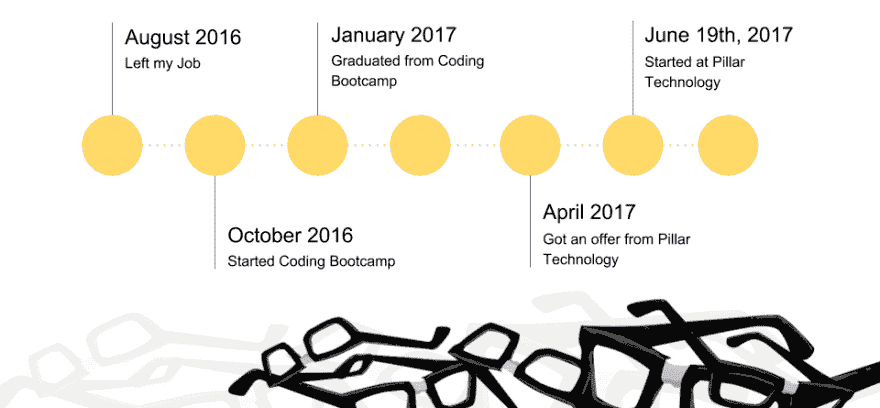 August 2016
Left my Job
October 2016
Started Coding Bootcamp
January 2017
Graduated from Coding
Bootcamp
April 2017
Got an offer from Pillar
Technology
June 19th, 2017
Started at Pillar
Technology